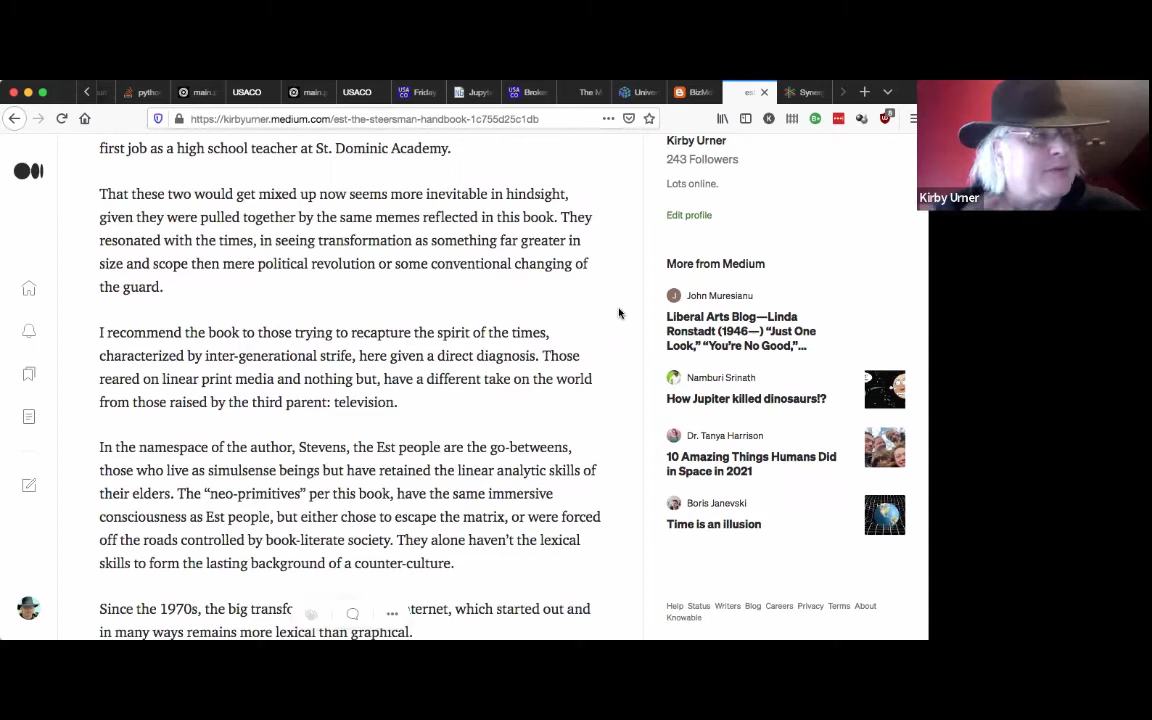 pytho
main.
USACO
main.p
USACO
Friday
Jupyt
Broke
The M
Univer
BizMo
est
Syner
https://kirbyurner.medium.com/est-the-steersman-handbook-1c755d25c1db
first job as a high school teacher at St. Dominic Academy.
That these two would get mixed up now seems more inevitable in hindsight,
given they were pulled together by the same memes reflected in this book. They
resonated with the times, in seeing transformation as something far greater in
size and scope then mere political revolution or some conventional changing of
the guard.
I recommend the book to those trying to recapture the spirit of the times,
characterized by inter-generational strife, here given a direct diagnosis. Those
reared on linear print media and nothing but, have a different take on the world
from those raised by the third parent: television.
In the namespace of the author, Stevens, the Est people are the go-betweens,
those who live as simulsense beings but have retained the linear analytic skills of
their elders. The “neo-primitives” per this book, have the same immersive
consciousness as Est people, but either chose to escape the matrix, or were forced
off the roads controlled by book-literate society. They alone haven’t the lexical
skills to form the lasting background of a counter-culture.
Since the 1970s, the big transfo ternet, which started out and
in many ways remains more lexical than graphical.
Kirby Urner
243 Followers
Lots online.
Edit profile
More from Medium
John Muresianu
Liberal Arts Blog—Linda
Ronstadt (1946—) “Just One
Look,” “You’re No Good,”...
Namburi Srinath
How Jupiter killed dinosaurs!?
Dr. Tanya Harrison
10 Amazing Things Humans Did
in Space in 2021
Boris Janevski
Time is an illusion
Help Status Writers Blog Careers Privacy Terms About
Knowable
Kirby Urner